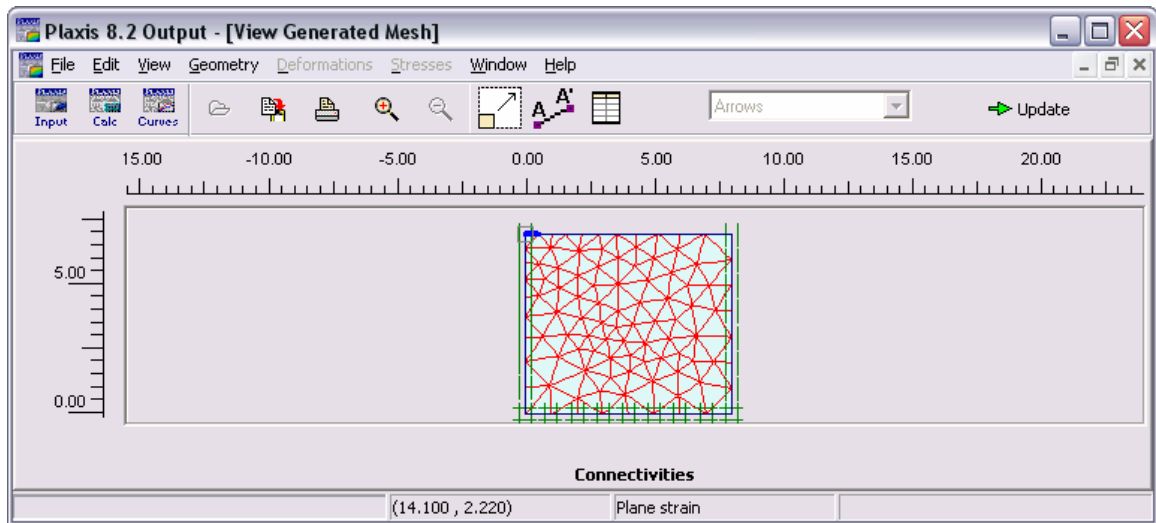 Plaxis 8.2 Output - [View Generated Mesh]
File Edit View Geometry Deformations Stresses Window Help
Input Calc Curves A A' Arrows Update
15.00 -10.00 -5.00 0.00 5.00 10.00 15.00 20.00
5.00
0.00
Connectivities
(14.100 , 2.220) Plane strain